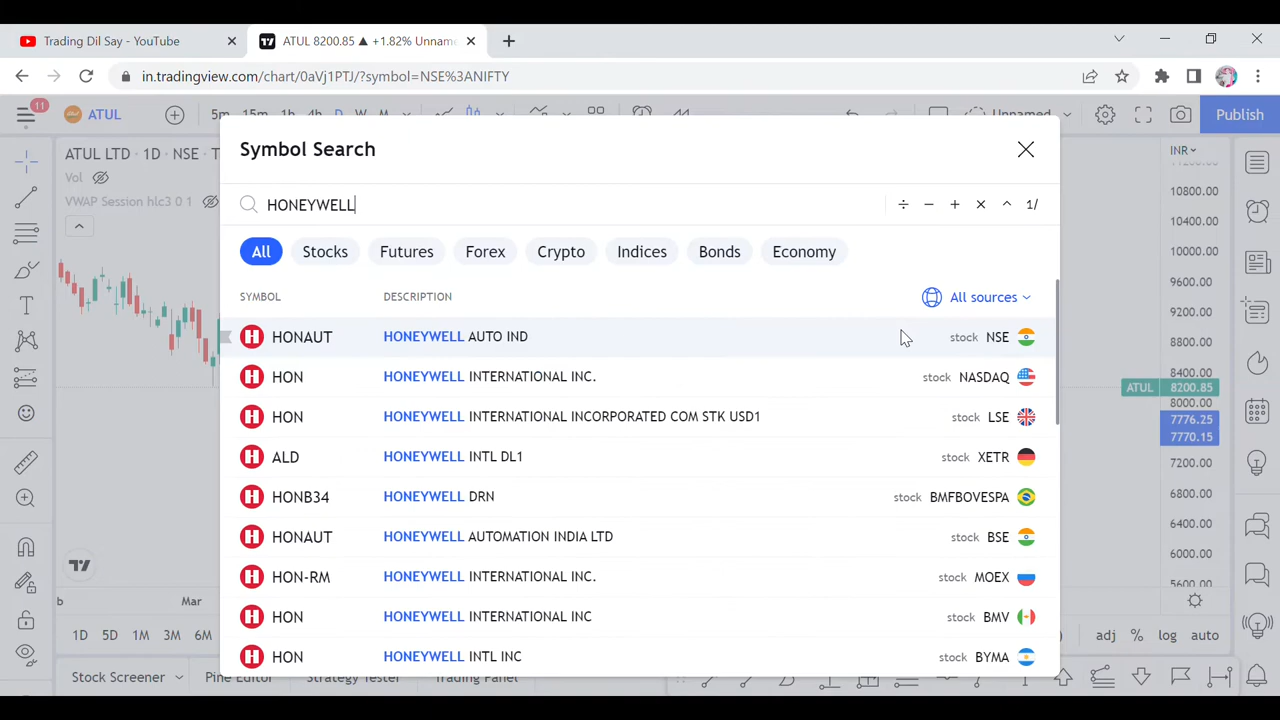 Trading Dil Say - YouTube
ATUL 8200.85 ▲ +1.82% Unname
in.tradingview.com/chart/0aVj1PTJ/?symbol=NSE%3ANIFTY
11
ATUL
5m 15m 1h 4h D W M
Unnamed
Publish
ATUL LTD · 1D · NSE · T
Vol
VWAP Session hlc3 0 1
Symbol Search
HONEYWELL
÷ − + 1/
All Stocks Futures Forex Crypto Indices Bonds Economy
SYMBOL DESCRIPTION All sources
HONAUT HONEYWELL AUTO IND stock NSE
HON HONEYWELL INTERNATIONAL INC. stock NASDAQ
HON HONEYWELL INTERNATIONAL INCORPORATED COM STK USD1 stock LSE
ALD HONEYWELL INTL DL1 stock XETR
HONB34 HONEYWELL DRN stock BMFBOVESPA
HONAUT HONEYWELL AUTOMATION INDIA LTD stock BSE
HON-RM HONEYWELL INTERNATIONAL INC. stock MOEX
HON HONEYWELL INTERNATIONAL INC stock BMV
HON HONEYWELL INTL INC stock BYMA
INR
11200.00
10800.00
10400.00
10000.00
9600.00
9200.00
8800.00
8400.00
ATUL 8200.85
8000.00
7776.25
7770.15
7200.00
6800.00
6400.00
6000.00
5600.00
b Mar
1D 5D 1M 3M 6M
adj % log auto
Stock Screener Pine Editor Strategy Tester Trading Panel